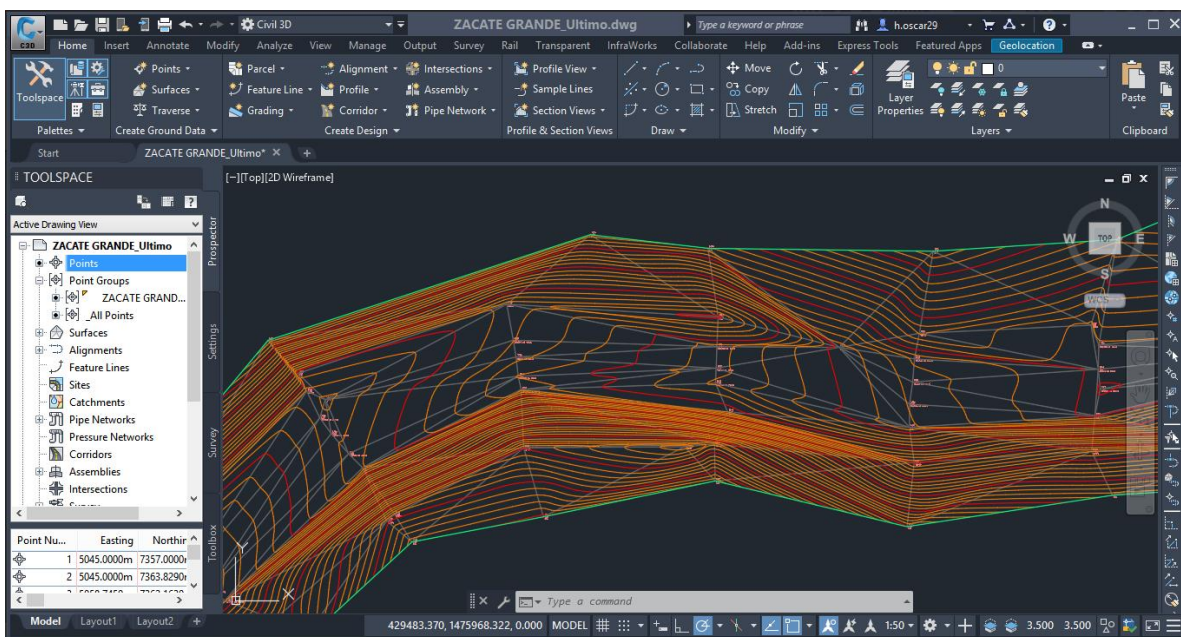 Civil 3D
ZACATE GRANDE_Ultimo.dwg
Type a keyword or phrase
h.oscar29
C3D
Home Insert Annotate Modify Analyze View Manage Output Survey Rail Transparent InfraWorks Collaborate Help Add-ins Express Tools Featured Apps Geolocation
Toolspace
Points
Surfaces
Traverse
Parcel
Feature Line
Grading
Alignment
Profile
Corridor
Intersections
Assembly
Pipe Network
Profile View
Sample Lines
Section Views
Move
Copy
Stretch
Layer
Properties
0
Paste
Palettes Create Ground Data Create Design Profile & Section Views Draw Modify Layers Clipboard
Start ZACATE GRANDE_Ultimo*
TOOLSPACE
[−][Top][2D Wireframe]
Active Drawing View
ZACATE GRANDE_Ultimo
Points
Point Groups
ZACATE GRAND...
_All Points
Surfaces
Alignments
Feature Lines
Sites
Catchments
Pipe Networks
Pressure Networks
Corridors
Assemblies
Intersections
Prospector
Settings
Survey
Toolbox
N
W TOP E
S
WCS
Point Nu... Easting Northir
1 5045.0000m 7357.0000
2 5045.0000m 7363.8290
Y
X
Type a command
Model Layout1 Layout2
429483.370, 1475968.322, 0.000 MODEL 1:50 3.500 3.500